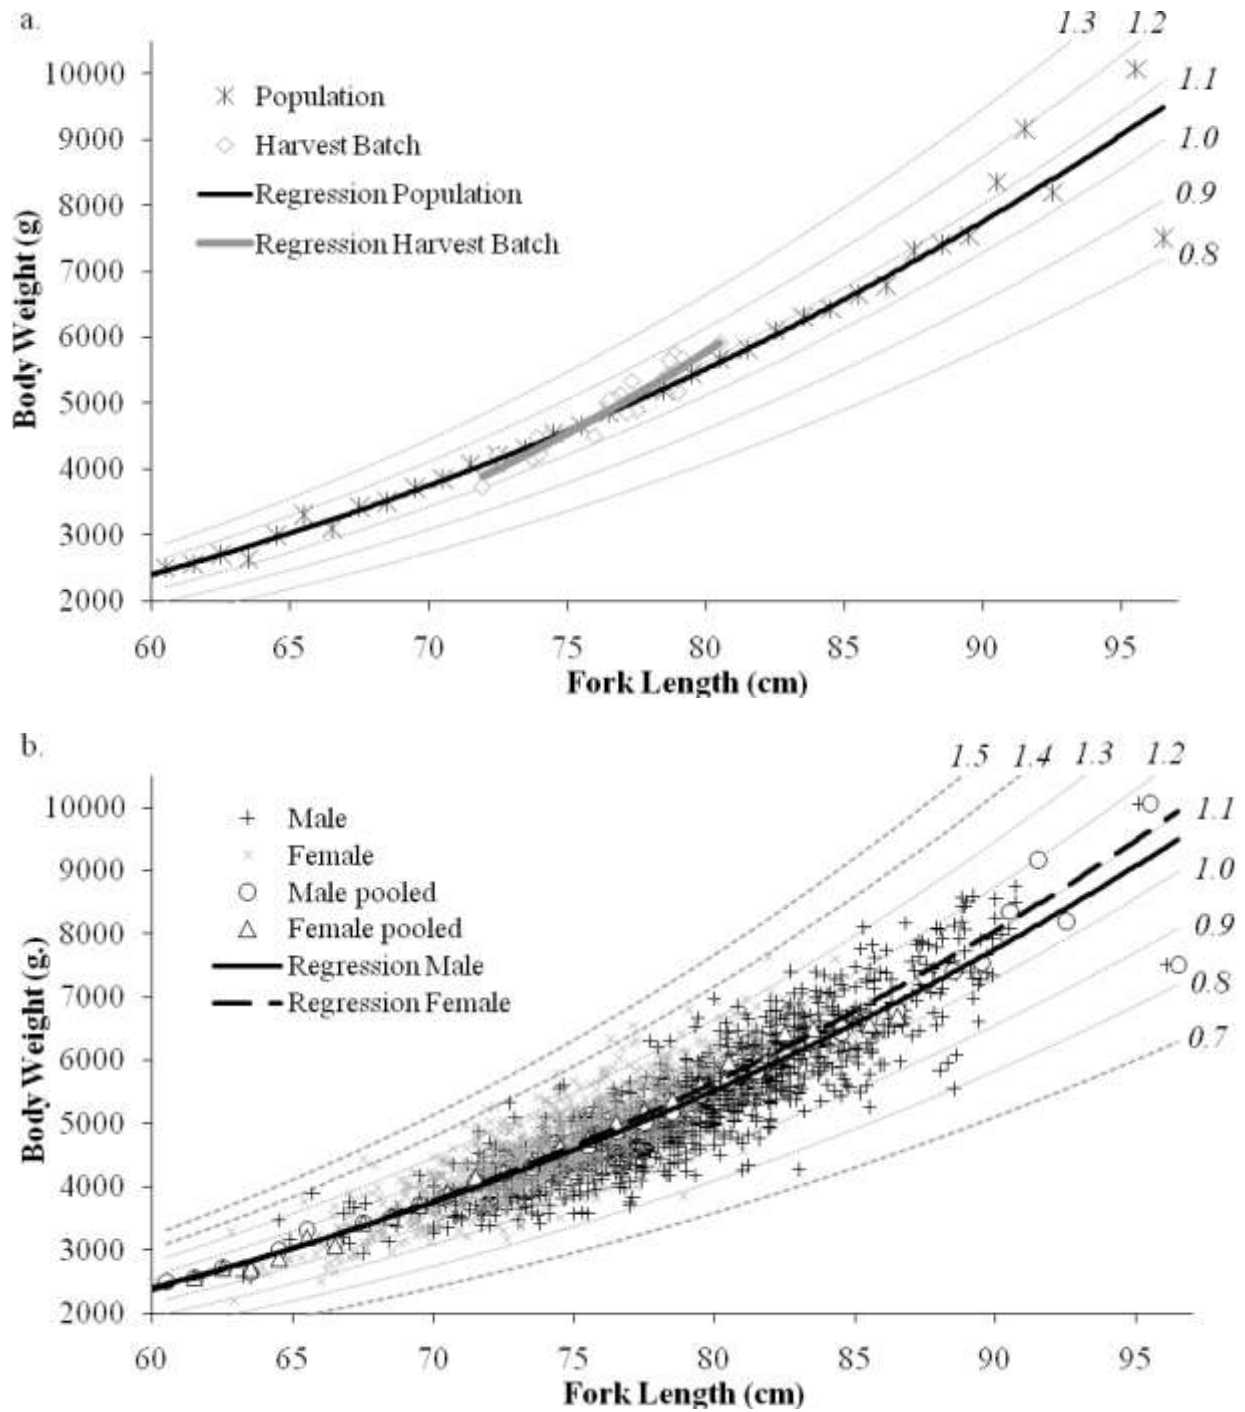 a.
1.3 1.2
10000
Population
1.1
9000
Harvest Batch
1.0
8000
Regression Population
0.9
7000
Regression Harvest Batch
0.8
6000
5000
4000
3000
2000
Body Weight (g)
60 65 70 75 80 85 90 95
Fork Length (cm)
b.
1.5 1.4 1.3 1.2
10000
Male
1.1
9000
Female
1.0
8000
Male pooled
0.9
7000
Female pooled
0.8
6000
Regression Male
0.7
5000
Regression Female
4000
3000
2000
Body Weight (g.)
60 65 70 75 80 85 90 95
Fork Length (cm)